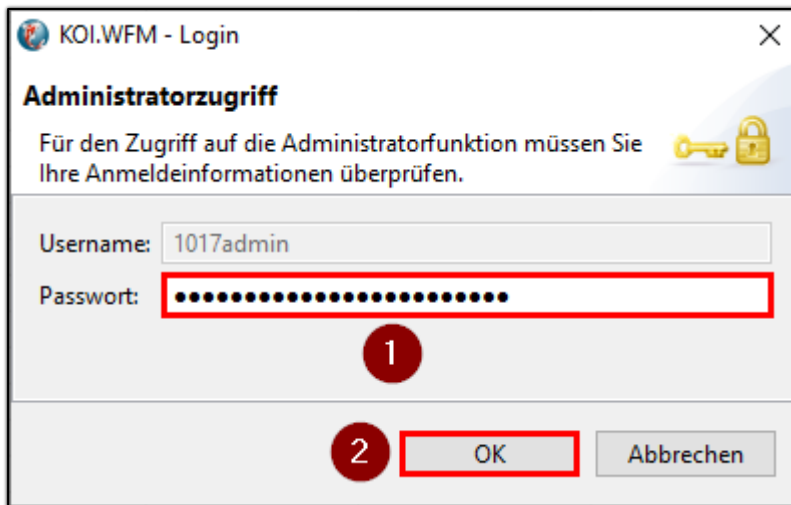 KOI.WFM - Login
Administratorzugriff
Für den Zugriff auf die Administratorfunktion müssen Sie
Ihre Anmeldeinformationen überprüfen.
Username: 1017admin
Passwort: ••••••••••••••••••••••••
1
2 OK Abbrechen